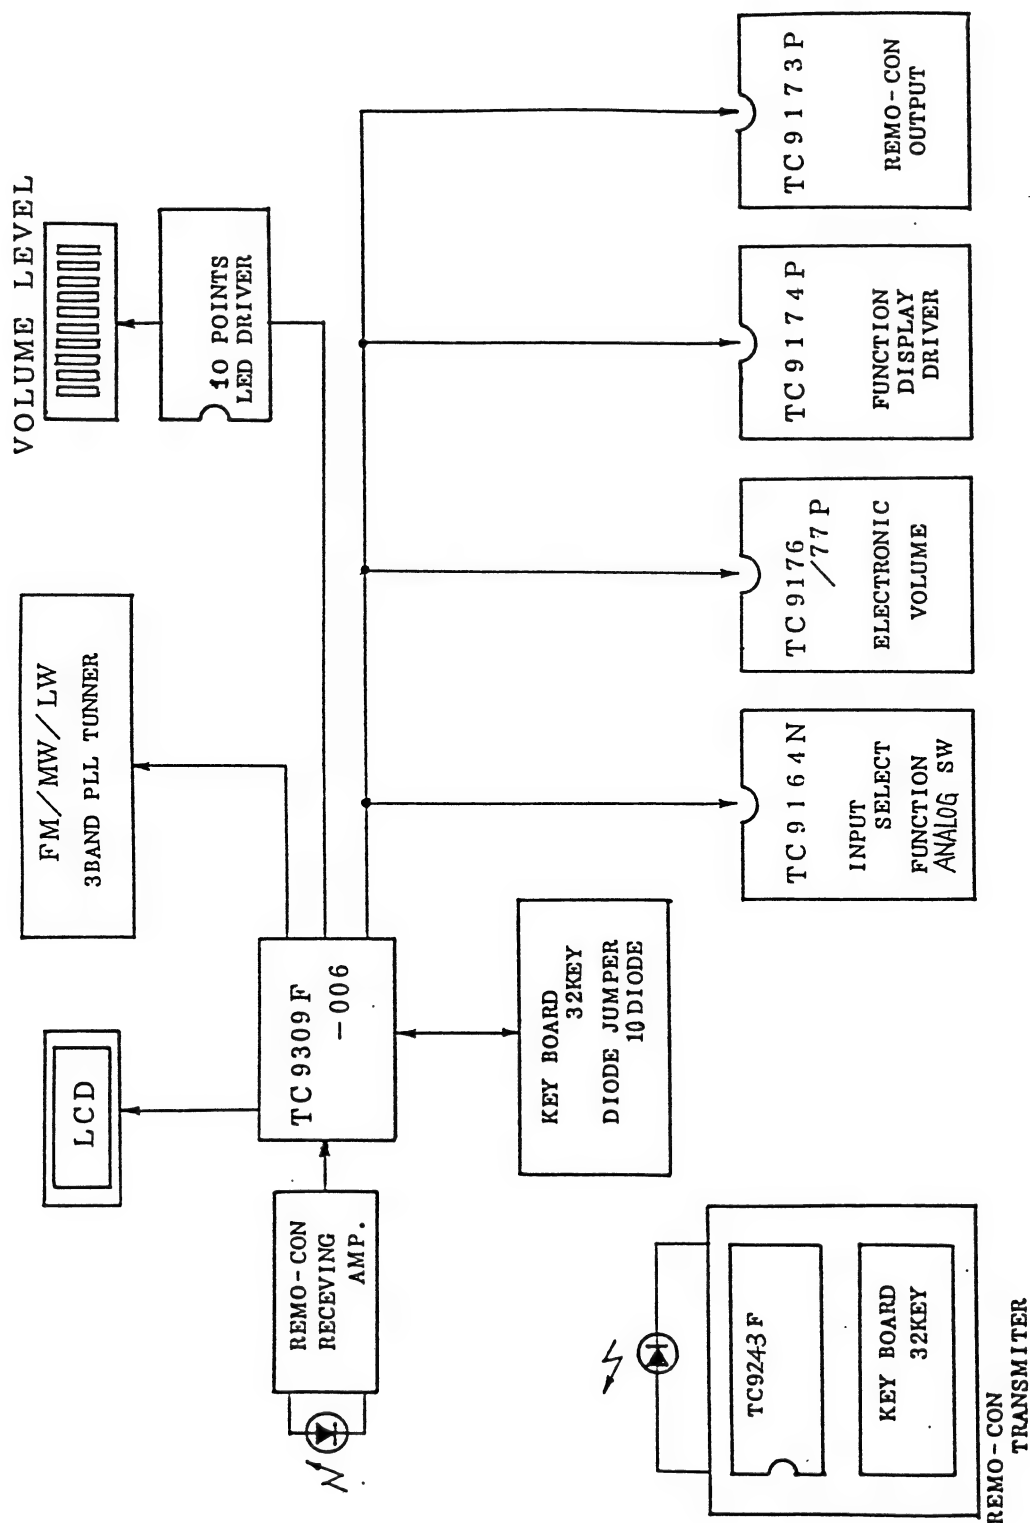 VOLUME LEVEL
10 POINTS
LED DRIVER
FM/MW/LW
3BAND PLL TUNNER
LCD
TC9309F
-006
REMO-CON
RECEVING
AMP.
KEY BOARD
32KEY
DIODE JUMPER
10DIODE
TC9164N
INPUT
SELECT
FUNCTION
ANALOG SW
TC9176
/77P
ELECTRONIC
VOLUME
TC9174P
FUNCTION
DISPLAY
DRIVER
TC9173P
REMO-CON
OUTPUT
TC9243F
KEY BOARD
32KEY
REMO-CON
TRANSMITER